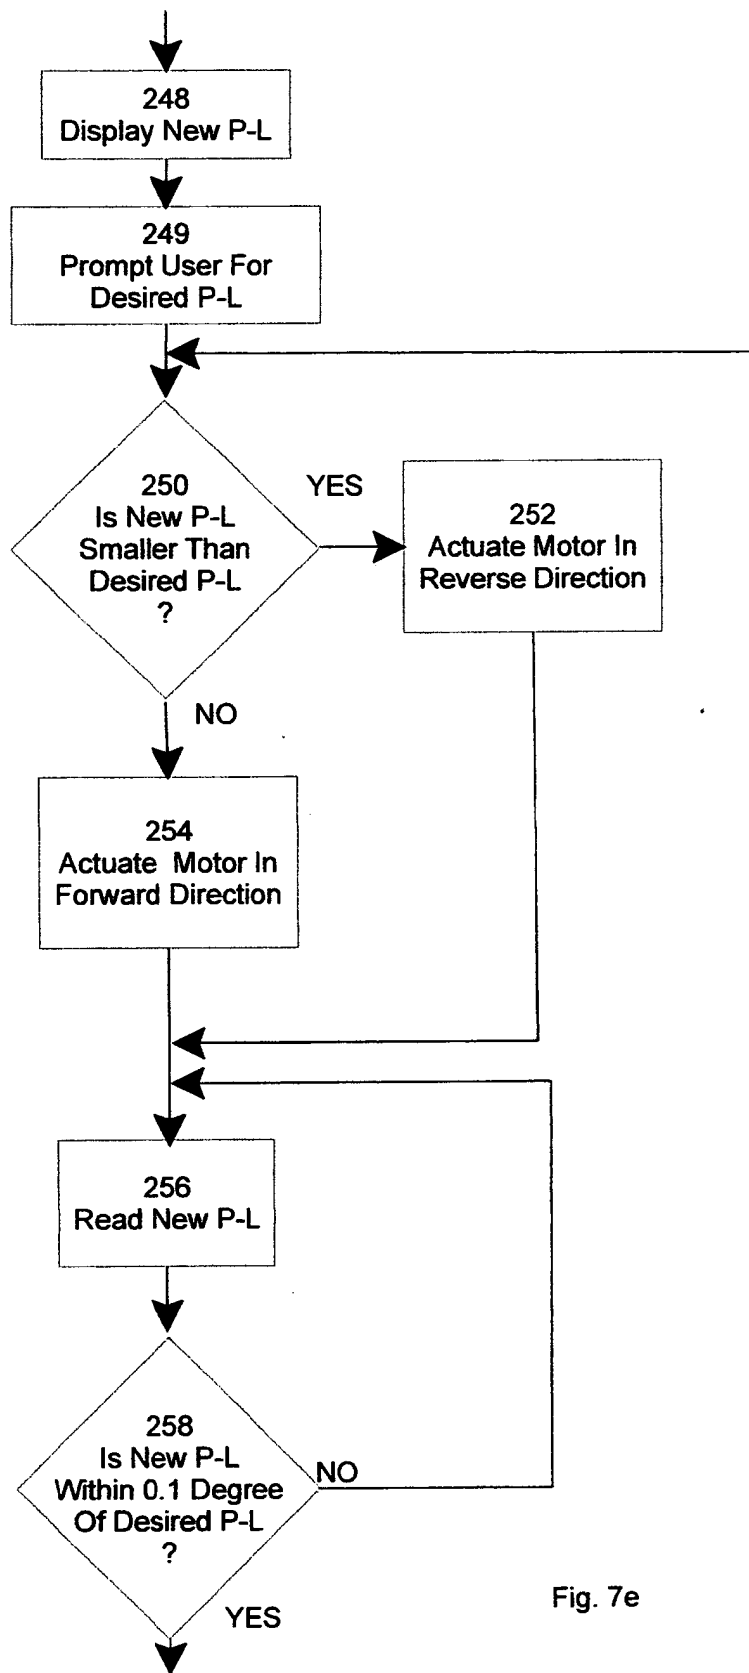 248
Display New P-L
249
Prompt User For
Desired P-L
250
Is New P-L
Smaller Than
Desired P-L
?
YES
252
Actuate Motor In
Reverse Direction
NO
254
Actuate Motor In
Forward Direction
256
Read New P-L
258
Is New P-L
Within 0.1 Degree
Of Desired P-L
?
NO
YES
Fig. 7e